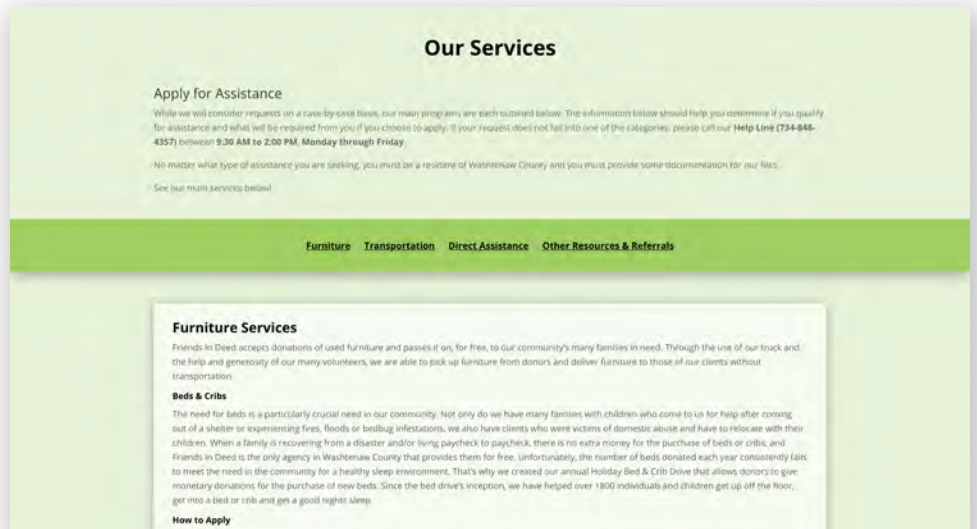 Our Services
Apply for Assistance
While we will consider requests on a case-by-case basis, our main programs are each outlined below. The information below should help you determine if you qualify
for assistance and what will be required from you if you choose to apply. If your request does not fall into one of the categories, please call our Help Line (734-848-
4357) between 9:30 AM to 2:00 PM, Monday through Friday.
No matter what type of assistance you are seeking, you must be a resident of Washtenaw County and you must provide some documentation for our files.
See our main services below!
Furniture Transportation Direct Assistance Other Resources & Referrals
Furniture Services
Friends In Deed accepts donations of used furniture and passes it on, for free, to our community's many families in need. Through the use of our truck and
the help and generosity of our many volunteers, we are able to pick up furniture from donors and deliver furniture to those of our clients without
transportation.
Beds & Cribs
The need for beds is a particularly crucial need in our community. Not only do we have many families with children who come to us for help after coming
out of a shelter or experiencing fires, floods or bedbug infestations, we also have clients who were victims of domestic abuse and have to relocate with their
children. When a family is recovering from a disaster and/or living paycheck to paycheck, there is no extra money for the purchase of beds or cribs, and
Friends In Deed is the only agency in Washtenaw County that provides them for free. Unfortunately, the number of beds donated each year consistently fails
to meet the need in the community for a healthy sleep environment. That's why we created our annual Holiday Bed & Crib Drive that allows donors to give
monetary donations for the purchase of new beds. Since the bed drive's inception, we have helped over 1800 individuals and children get up off the floor,
get into a bed or crib and get a good nights sleep.
How to Apply